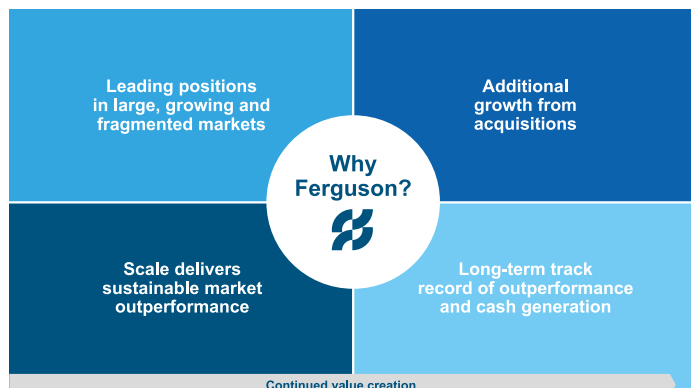 Leading positions
in large, growing and
fragmented markets
Additional
growth from
acquisitions
Why
Ferguson?
Scale delivers
sustainable market
outperformance
Long-term track
record of outperformance
and cash generation
Continued value creation